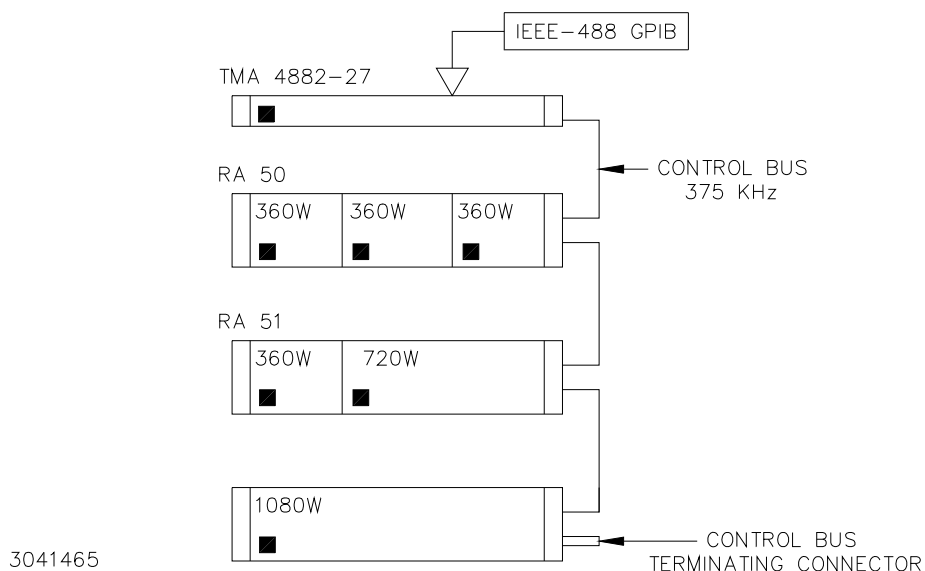 IEEE-488 GPIB
TMA 4882-27
CONTROL BUS
375 KHz
RA 50
360W 360W 360W
RA 51
360W 720W
1080W
CONTROL BUS
TERMINATING CONNECTOR
3041465